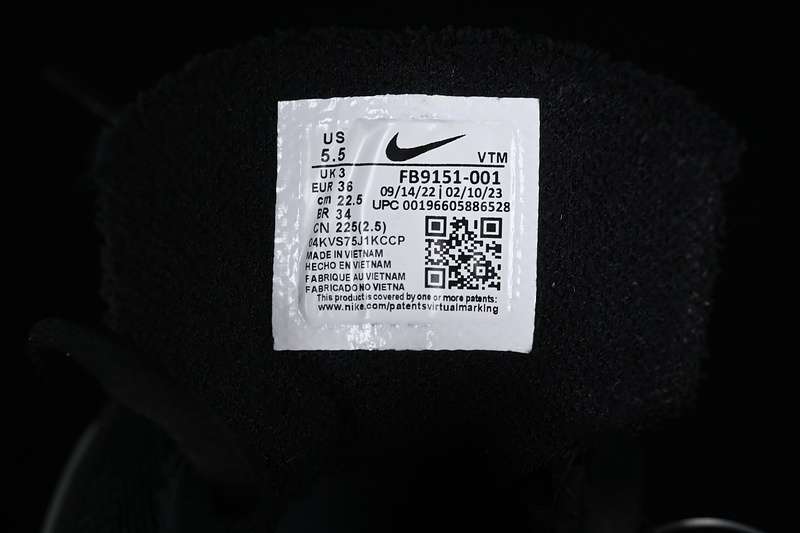 US
5.5
VTM
UK 3
EUR 36
cm 22.5
BR 34
CN 225(2.5)
FB9151-001
09/14/22 | 02/10/23
UPC 00196605886528
04KVS75J1KCCP
MADE IN VIETNAM
HECHO EN VIETNAM
FABRIQUE AU VIETNAM
FABRICADO NO VIETNA
This product is covered by one or more patents:
www.nike.com/patentsvirtualmarking